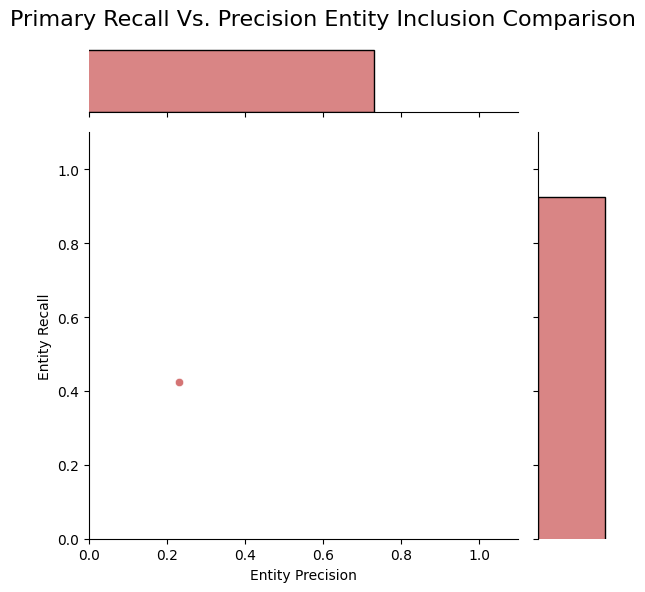 Primary Recall Vs. Precision Entity Inclusion Comparison
1.0
0.8
0.6
0.4
0.2
0.0
Entity Recall
0.0 0.2 0.4 0.6 0.8 1.0
Entity Precision